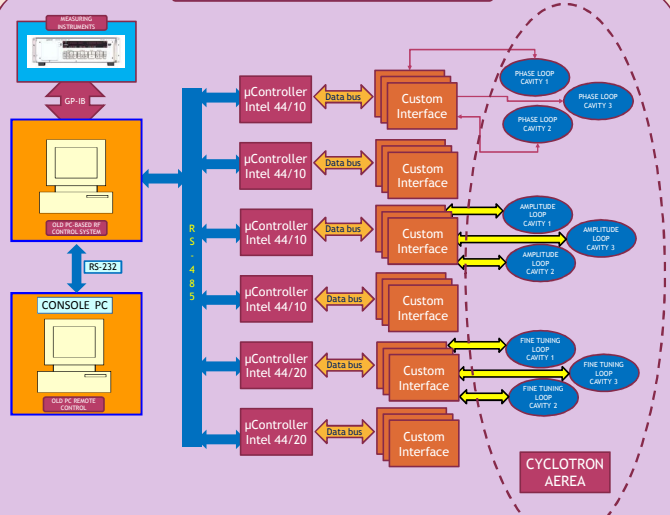 MEASURING
INSTRUMENTS
GP-IB
OLD PC-BASED RF
CONTROL SYSTEM
RS-232
CONSOLE PC
OLD PC REMOTE
CONTROL
RS-485
µController
Intel 44/10
Data bus
Custom
Interface
µController
Intel 44/10
Data bus
Custom
Interface
µController
Intel 44/10
Data bus
Custom
Interface
µController
Intel 44/10
Data bus
Custom
Interface
µController
Intel 44/20
Data bus
Custom
Interface
µController
Intel 44/20
Data bus
Custom
Interface
PHASE LOOP
CAVITY 1
PHASE LOOP
CAVITY 3
PHASE LOOP
CAVITY 2
AMPLITUDE
LOOP
CAVITY 1
AMPLITUDE
LOOP
CAVITY 3
AMPLITUDE
LOOP
CAVITY 2
FINE TUNING
LOOP
CAVITY 1
FINE TUNING
LOOP
CAVITY 3
FINE TUNING
LOOP
CAVITY 2
CYCLOTRON
AEREA